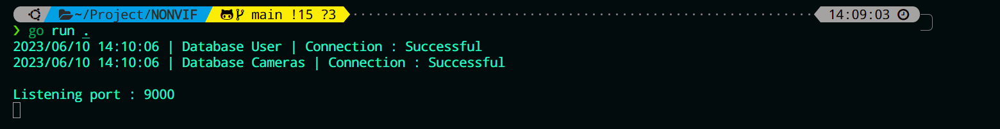 ~/Project/NONVIF main !15 ?3 14:09:03
❯ go run .
2023/06/10 14:10:06 | Database User | Connection : Successful
2023/06/10 14:10:06 | Database Cameras | Connection : Successful
Listening port : 9000